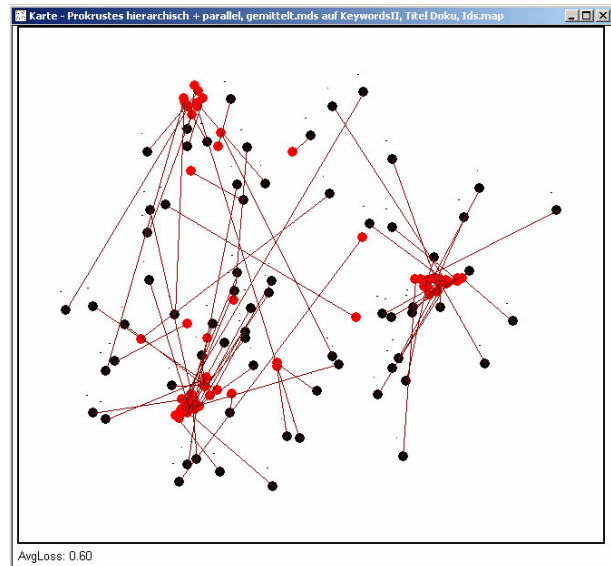 Karte - Prokrustes hierarchisch + parallel, gemittelt.mds auf KeywordsII, Titel Doku, Ids.map
AvgLoss: 0.60